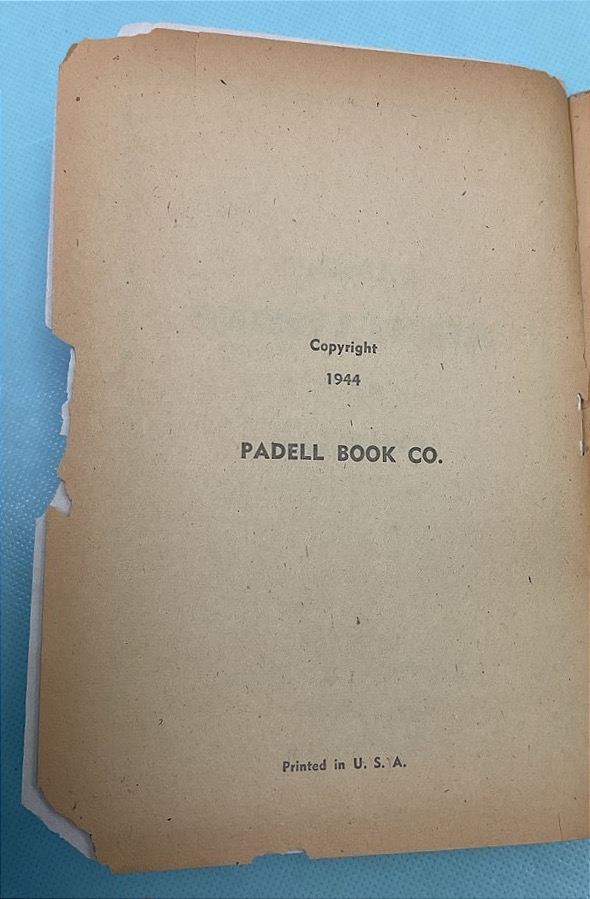 Copyright
1944
PADELL BOOK CO.
Printed in U. S. A.